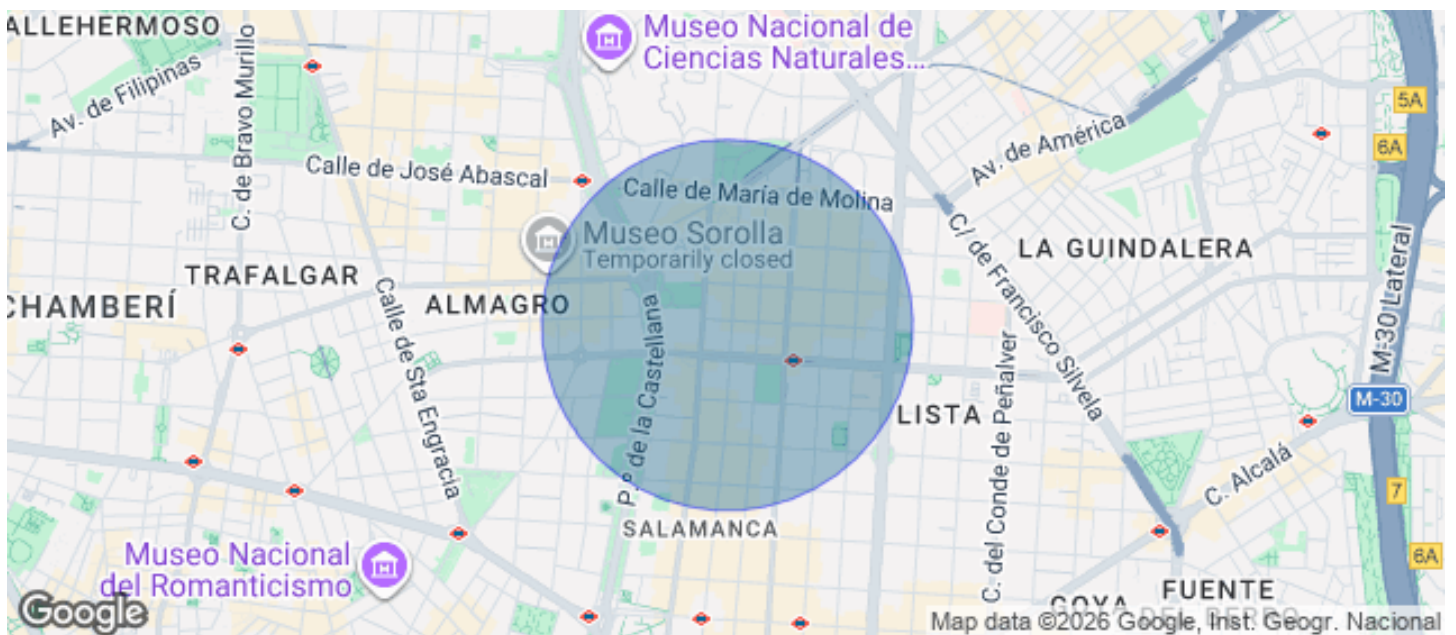 ALLEHERMOSO
Museo Nacional de
Ciencias Naturales....
Av. de Filipinas
C. de Bravo Murillo
5A
6A
Av. de América
Calle de José Abascal
Calle de María de Molina
Museo Sorolla
Temporarily closed
C/ de Francisco Silvela
LA GUINDALERA
M-30 Lateral
TRAFALGAR
CHAMBERÍ
ALMAGRO
Calle de Sta Engracia
P.º de la Castellana
C. del Conde de Peñalver
LISTA
M-30
C. Alcalá
7
SALAMANCA
Museo Nacional
del Romanticismo
6A
FUENTE
DEL BERRO
GOYA
Google
Map data ©2026 Google, Inst. Geogr. Nacional